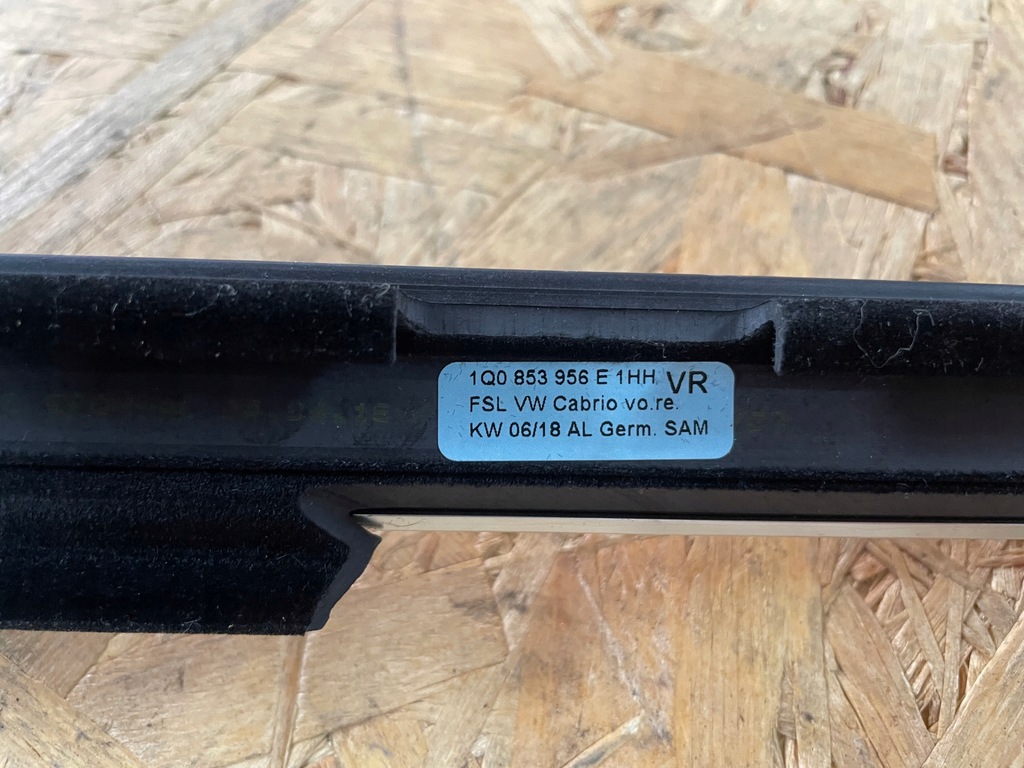 1Q0 853 956 E 1HH VR
FSL VW Cabrio vo.re.
KW 06/18 AL Germ. SAM